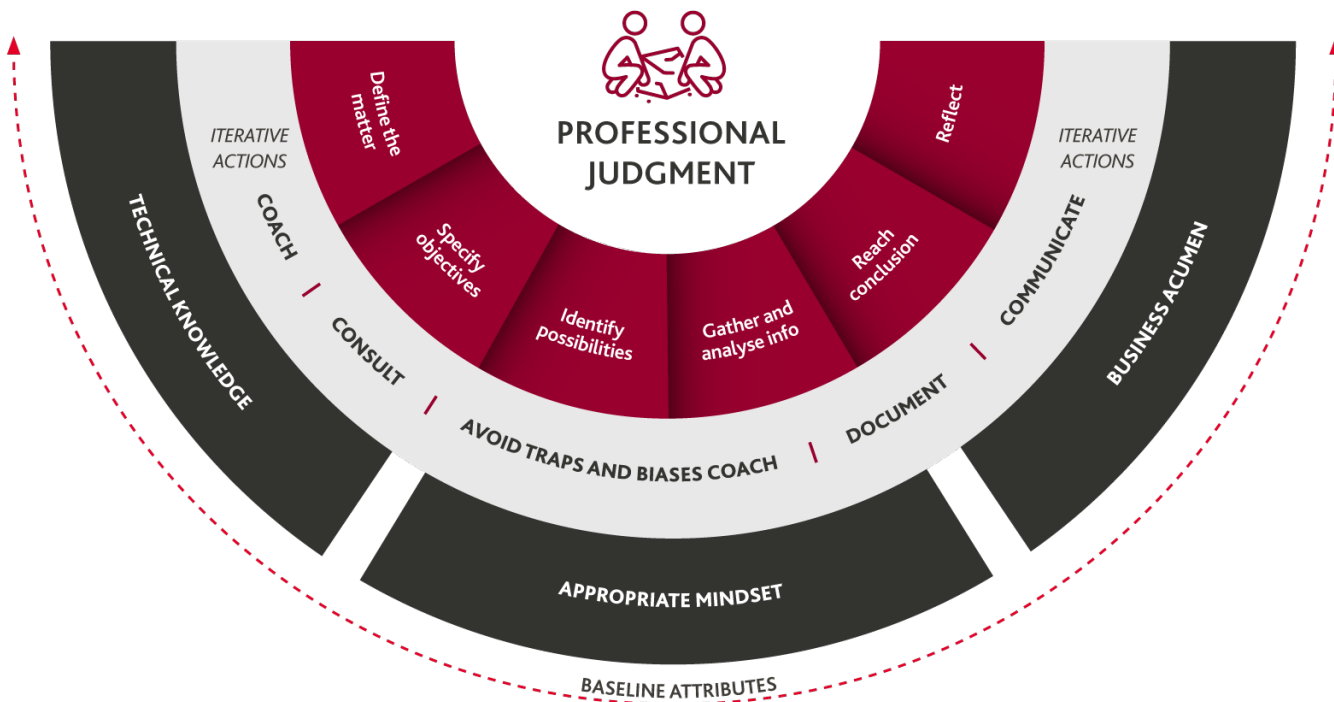 PROFESSIONAL
JUDGMENT
Define the
matter
Specify
objectives
Identify
possibilities
Gather and
analyse info
Reach
conclusion
Reflect
ITERATIVE
ACTIONS
COACH | CONSULT | AVOID TRAPS AND BIASES COACH | DOCUMENT | COMMUNICATE
ITERATIVE
ACTIONS
TECHNICAL KNOWLEDGE
APPROPRIATE MINDSET
BUSINESS ACUMEN
BASELINE ATTRIBUTES